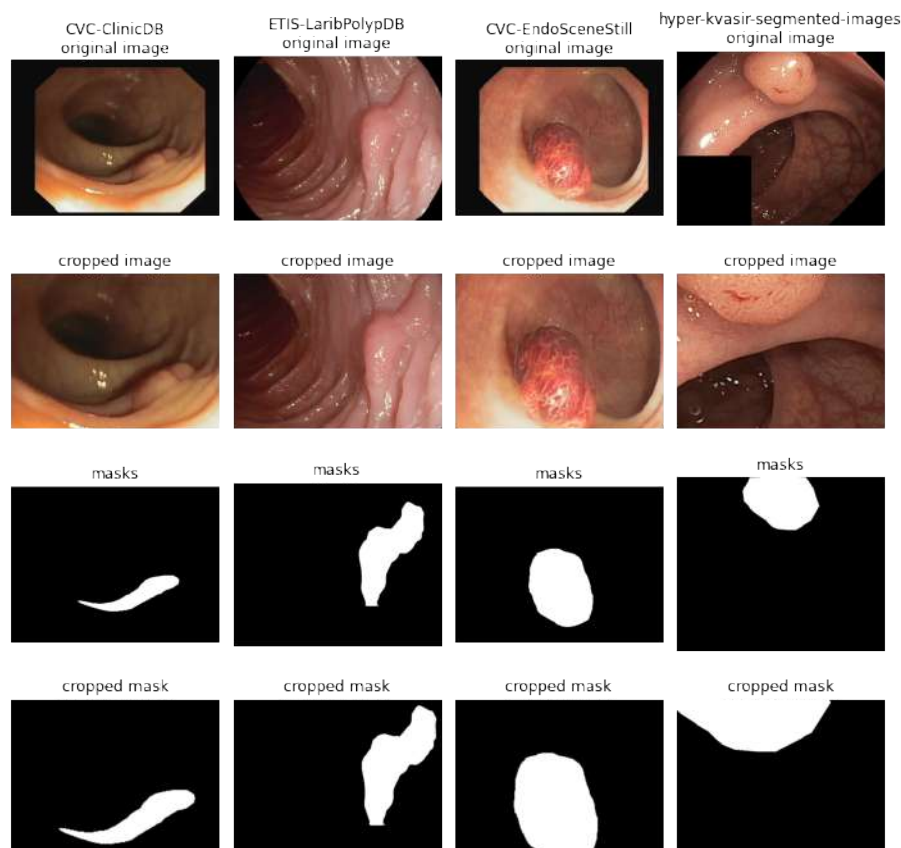 CVC-ClinicDB
original image
ETIS-LaribPolypDB
original image
CVC-EndoSceneStill
original image
hyper-kvasir-segmented-images
original image
cropped image
cropped image
cropped image
cropped image
masks
masks
masks
masks
cropped mask
cropped mask
cropped mask
cropped mask